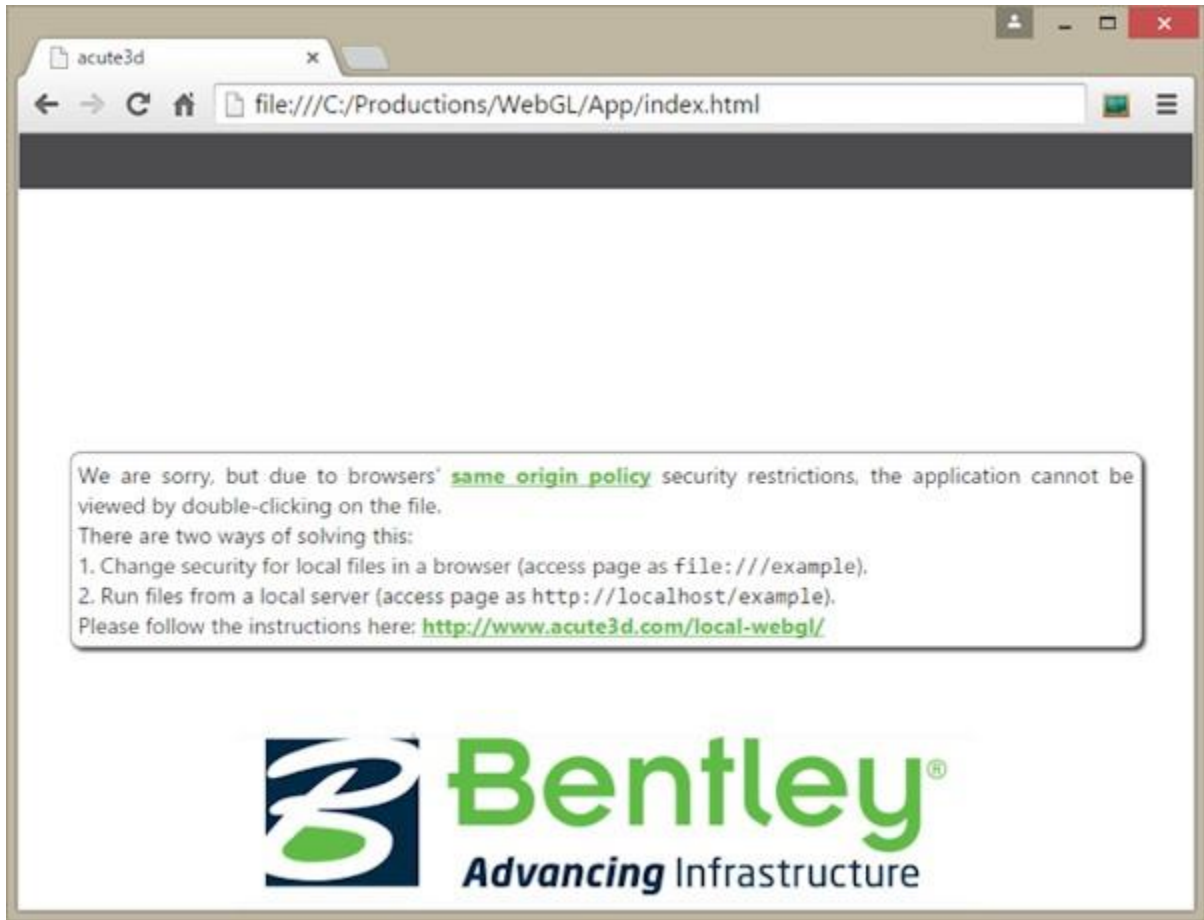 acute3d
file:///C:/Productions/WebGL/App/index.html
We are sorry, but due to browsers' same origin policy security restrictions, the application cannot be
viewed by double-clicking on the file.
There are two ways of solving this:
1. Change security for local files in a browser (access page as file:///example).
2. Run files from a local server (access page as http://localhost/example).
Please follow the instructions here: http://www.acute3d.com/local-webgl/
Bentley®
Advancing Infrastructure